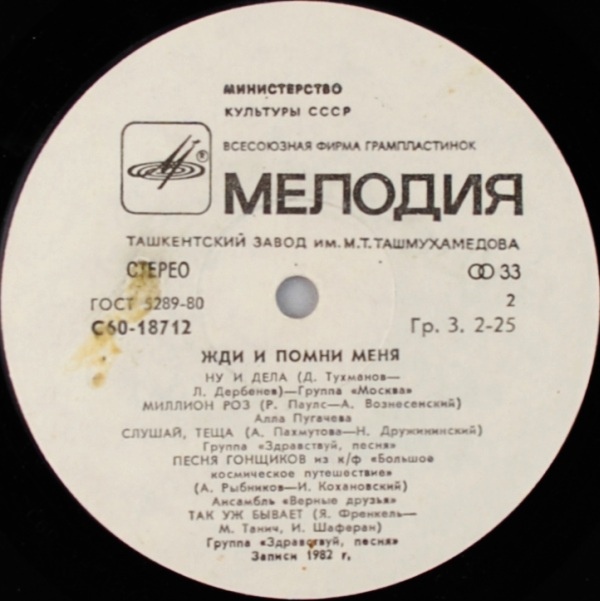 МИНИСТЕРСТВО
КУЛЬТУРЫ СССР
ВСЕСОЮЗНАЯ ФИРМА ГРАМПЛАСТИНОК
®
МЕЛОДИЯ
ТАШКЕНТСКИЙ ЗАВОД ИМ. М.Т. ТАШМУХАМЕДОВА
СТЕРЕО
33
ГОСТ 5289-80
2
С60-18712
Гр. 3. 2-25
ЖДИ И ПОМНИ МЕНЯ
НУ И ДЕЛА (Д. Тухманов—
Л. Дербенев)—Группа «Москва»
МИЛЛИОН РОЗ (Р. Паулс—А. Вознесенский)
Алла Пугачева
СЛУШАЙ, ТЕЩА (А. Пахмутова—Н. Дружининский)
Группа «Здравствуй, песня»
ПЕСНЯ ГОНЩИКОВ из к/ф «Большое
космическое путешествие»
(А. Рыбников—И. Кохановский)
Ансамбль «Верные друзья»
ТАК УЖ БЫВАЕТ (Я. Френкель—
М. Танич, И. Шаферан)
Группа «Здравствуй, песня»
Записи 1982 г.